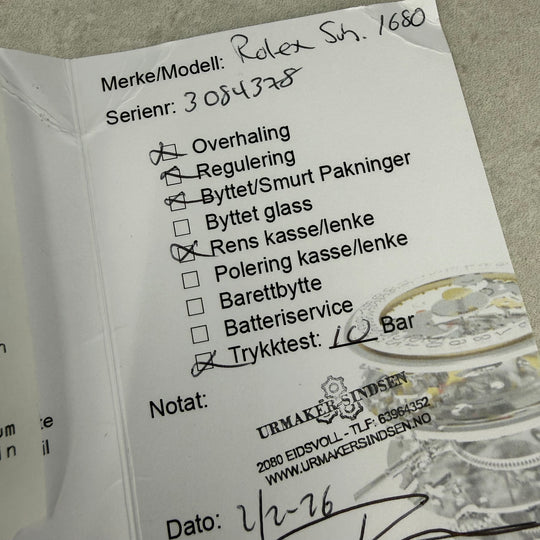 Merke/Modell: Rolex Sub. 1680
Serienr: 3084378
Overhaling
Regulering
Byttet/Smurt Pakninger
Byttet glass
Rens kasse/lenke
Polering kasse/lenke
Barettbytte
Batteriservice
Trykktest: 10 Bar
Notat:
URMAKER SINDSEN
2080 EIDSVOLL - TLF: 63964352
WWW.URMAKERSINDSEN.NO
Dato: 2/2-26